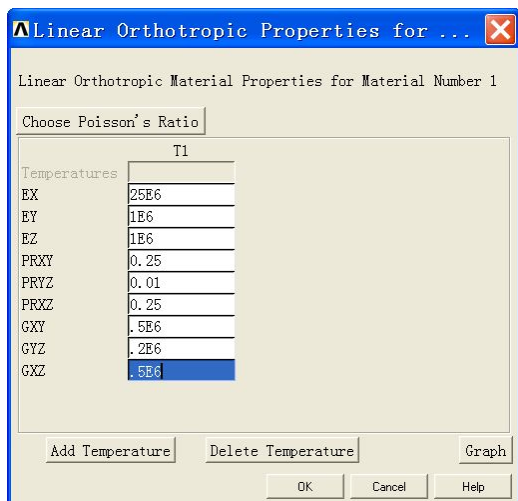 Linear Orthotropic Properties for ...
Linear Orthotropic Material Properties for Material Number 1
Choose Poisson's Ratio
T1
Temperatures
EX 25E6
EY 1E6
EZ 1E6
PRXY 0.25
PRYZ 0.01
PRXZ 0.25
GXY .5E6
GYZ .2E6
GXZ .5E6
Add Temperature Delete Temperature Graph
OK Cancel Help